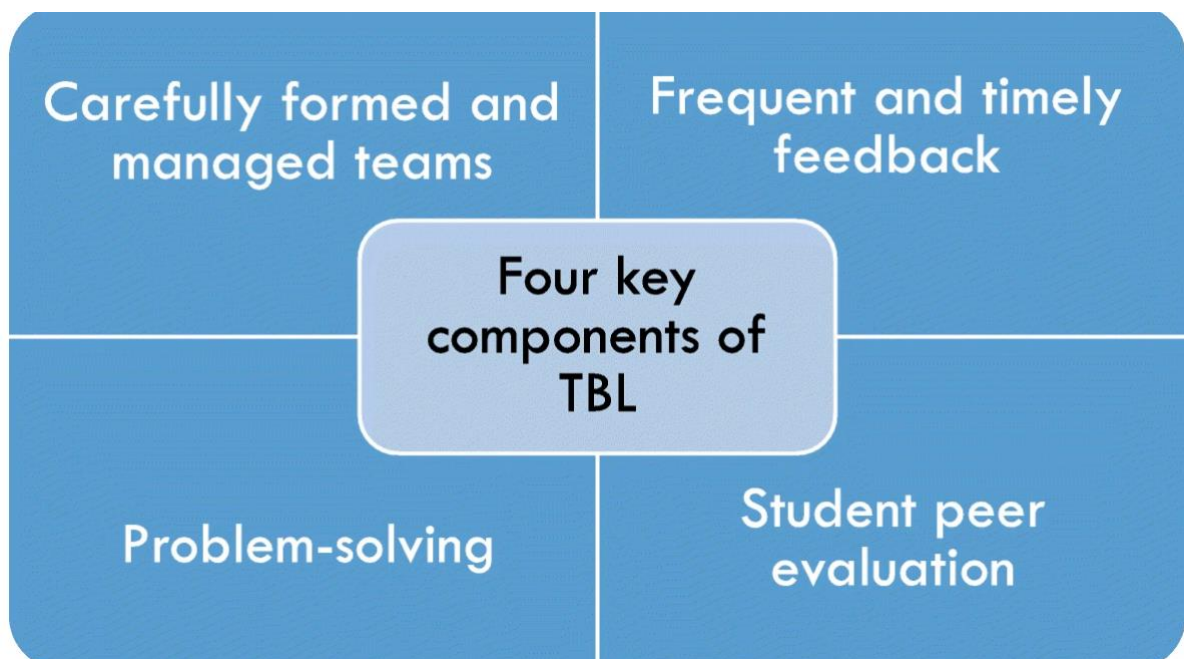 Carefully formed and
managed teams
Frequent and timely
feedback
Four key
components of
TBL
Problem-solving
Student peer
evaluation